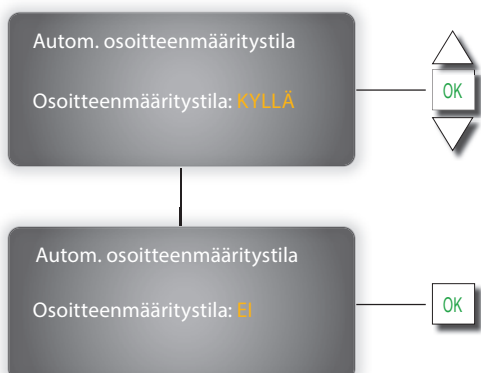 Autom. osoitteenmääritystila
Osoitteenmääritystila: KYLLÄ
OK
Autom. osoitteenmääritystila
Osoitteenmääritystila: EI
OK